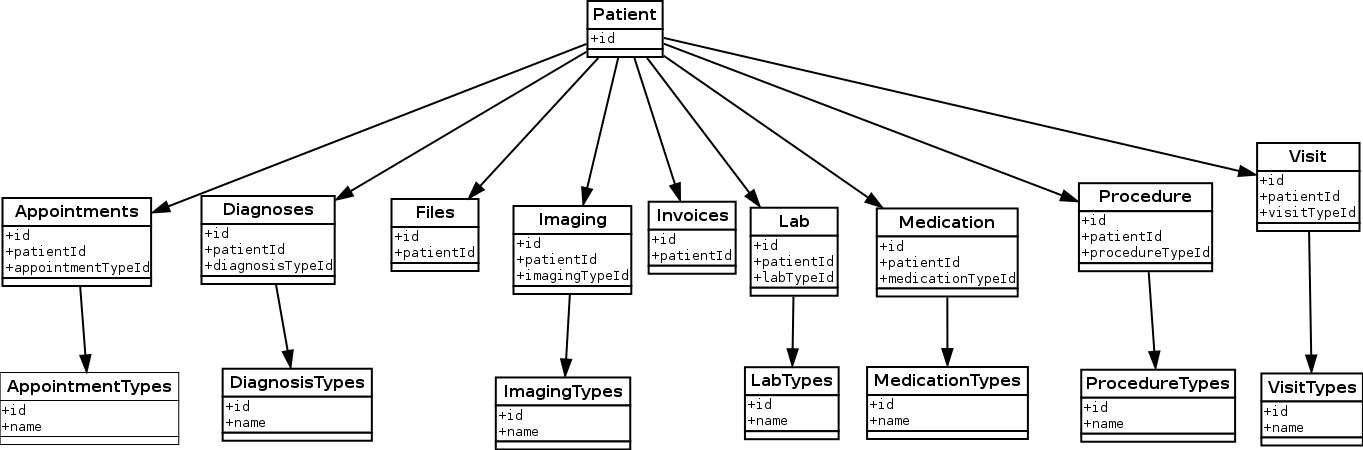 Patient
+id
Appointments
+id
+patientId
+appointmentTypeId
Diagnoses
+id
+patientId
+diagnosisTypeId
Files
+id
+patientId
Imaging
+id
+patientId
+imagingTypeId
Invoices
+id
+patientId
Lab
+id
+patientId
+labTypeId
Medication
+id
+patientId
+medicationTypeId
Procedure
+id
+patientId
+procedureTypeId
Visit
+id
+patientId
+visitTypeId
AppointmentTypes
+id
+name
DiagnosisTypes
+id
+name
ImagingTypes
+id
+name
LabTypes
+id
+name
MedicationTypes
+id
+name
ProcedureTypes
+id
+name
VisitTypes
+id
+name